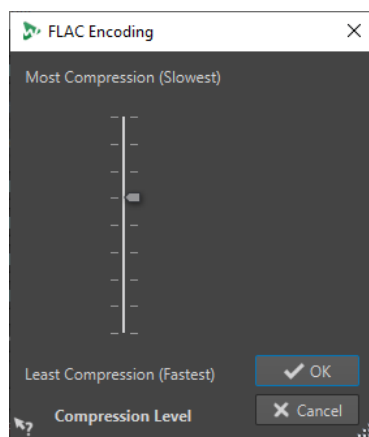 FLAC Encoding
Most Compression (Slowest)
Least Compression (Fastest)
OK
Compression Level
Cancel